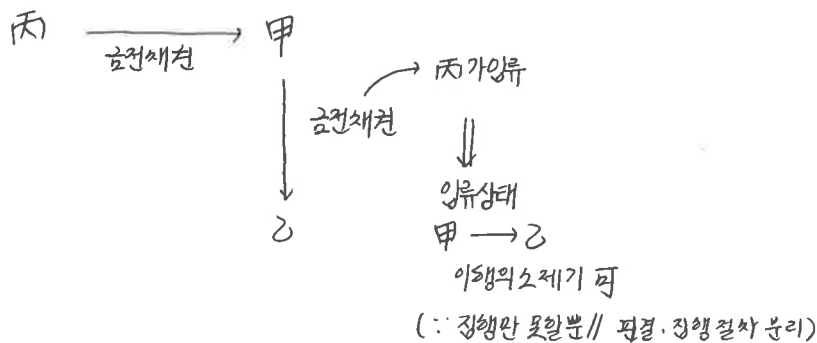 丙 → 甲
금전채권
금전채권 → 丙가압류
압류상태
乙
甲 → 乙
이행의소제기 可
(∵ 집행만 못할뿐// 판결·집행절차 분리)